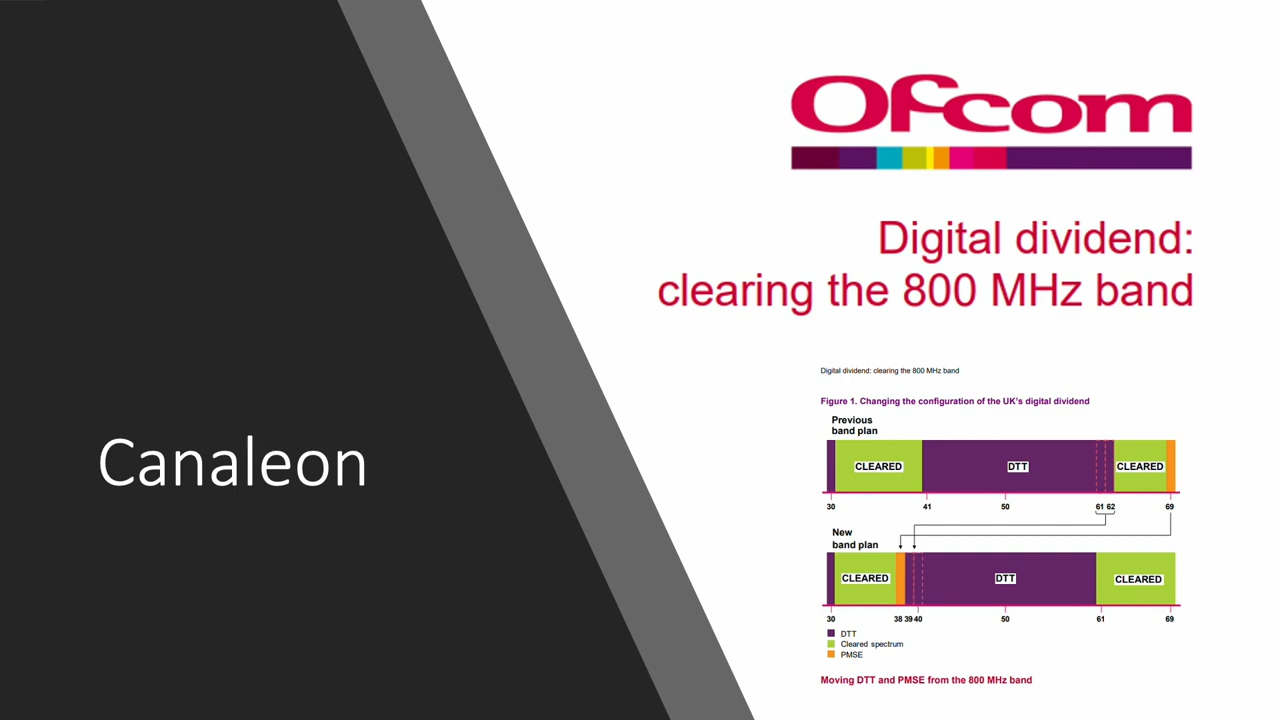 Canaleon
Ofcom
Digital dividend:
clearing the 800 MHz band
Digital dividend: clearing the 800 MHz band
Figure 1. Changing the configuration of the UK's digital dividend
Previous
band plan
CLEARED DTT CLEARED
30 41 50 61 62 69
New
band plan
CLEARED DTT CLEARED
30 38 39 40 50 61 69
DTT
Cleared spectrum
PMSE
Moving DTT and PMSE from the 800 MHz band